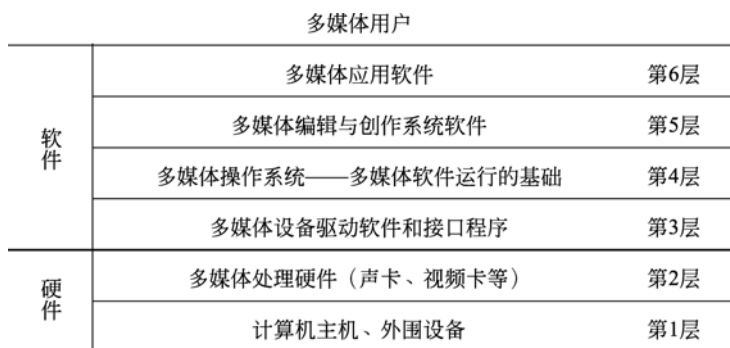 多媒体用户
多媒体应用软件 第6层
多媒体编辑与创作系统软件 第5层
软件
多媒体操作系统——多媒体软件运行的基础 第4层
多媒体设备驱动软件和接口程序 第3层
多媒体处理硬件（声卡、视频卡等） 第2层
硬件
计算机主机、外围设备 第1层